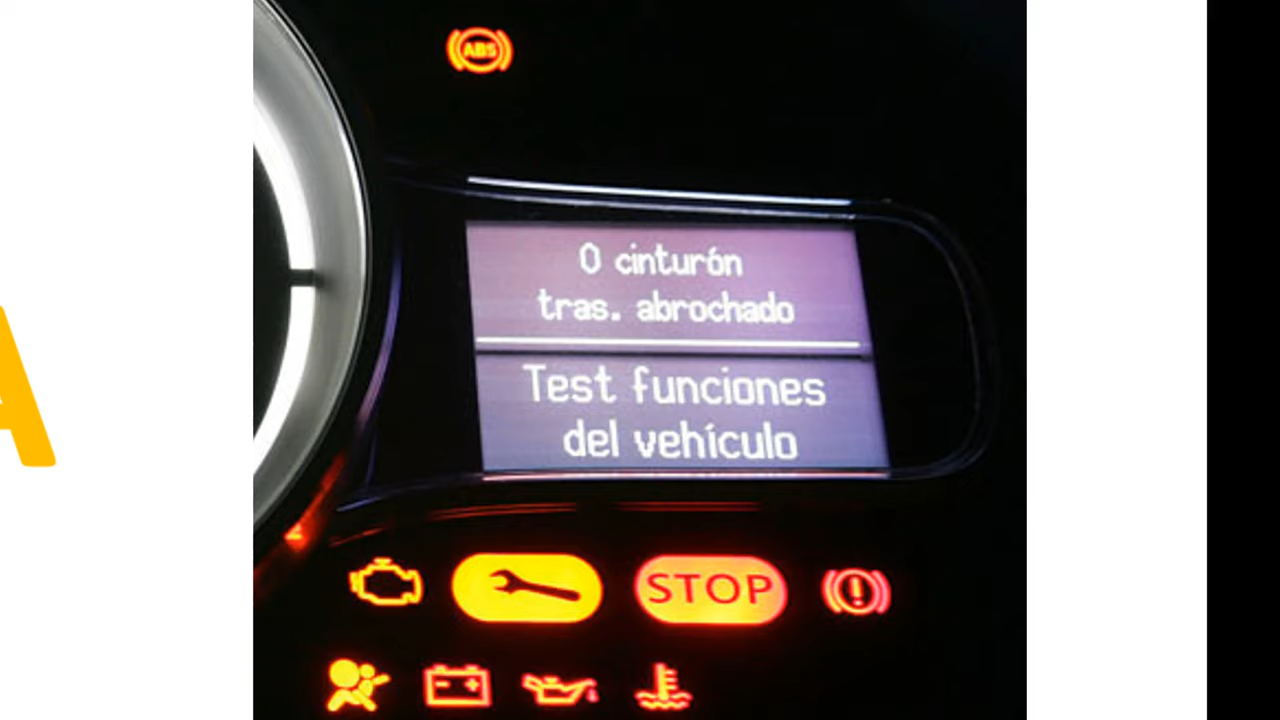 A
ABS
0 cinturón
tras. abrochado
Test funciones
del vehículo
STOP